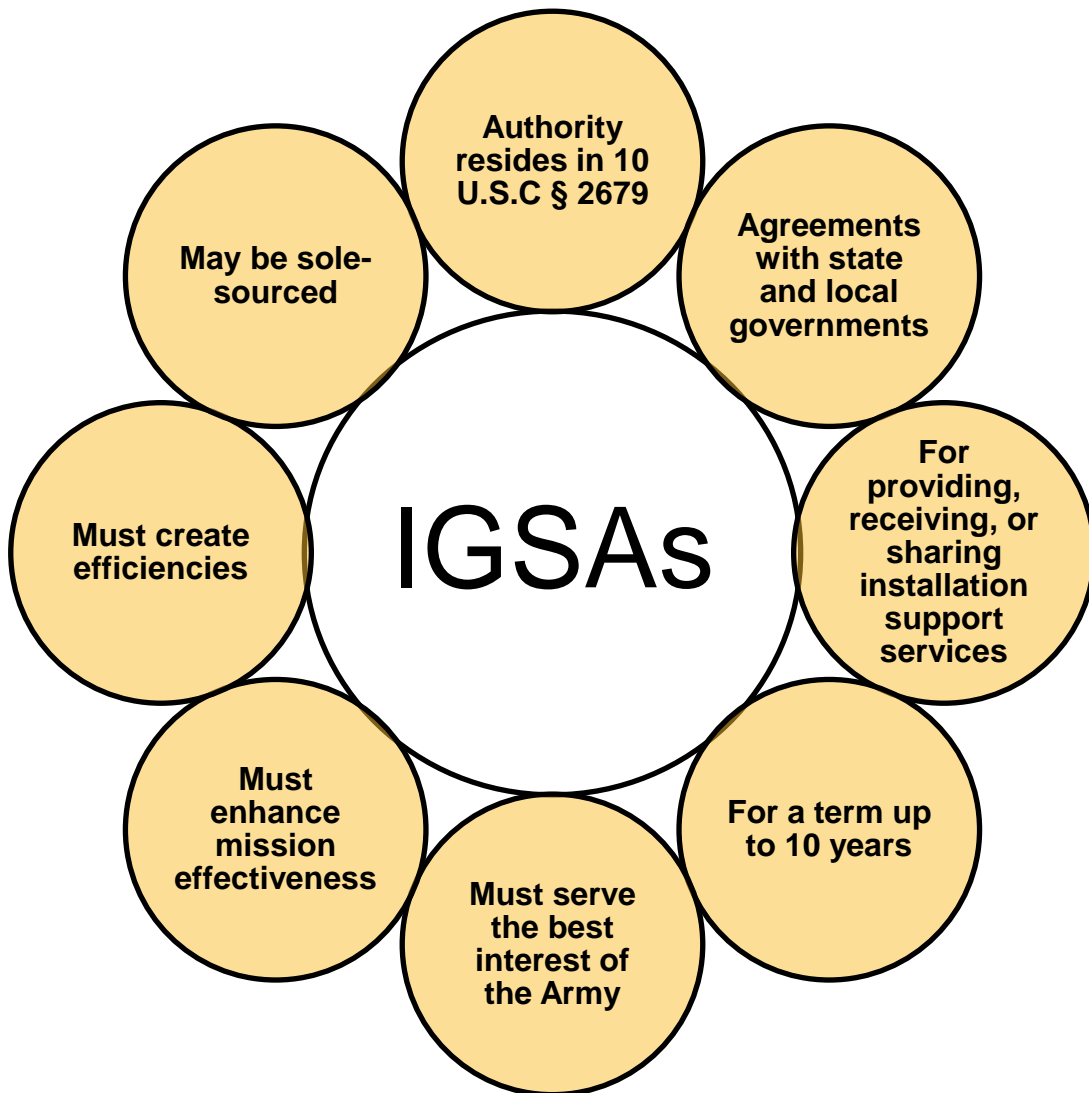 Authority
resides in 10
U.S.C § 2679
Agreements
with state
and local
governments
For
providing,
receiving, or
sharing
installation
support
services
For a term up
to 10 years
Must serve
the best
interest of
the Army
Must
enhance
mission
effectiveness
Must create
efficiencies
May be sole-
sourced
IGSAs